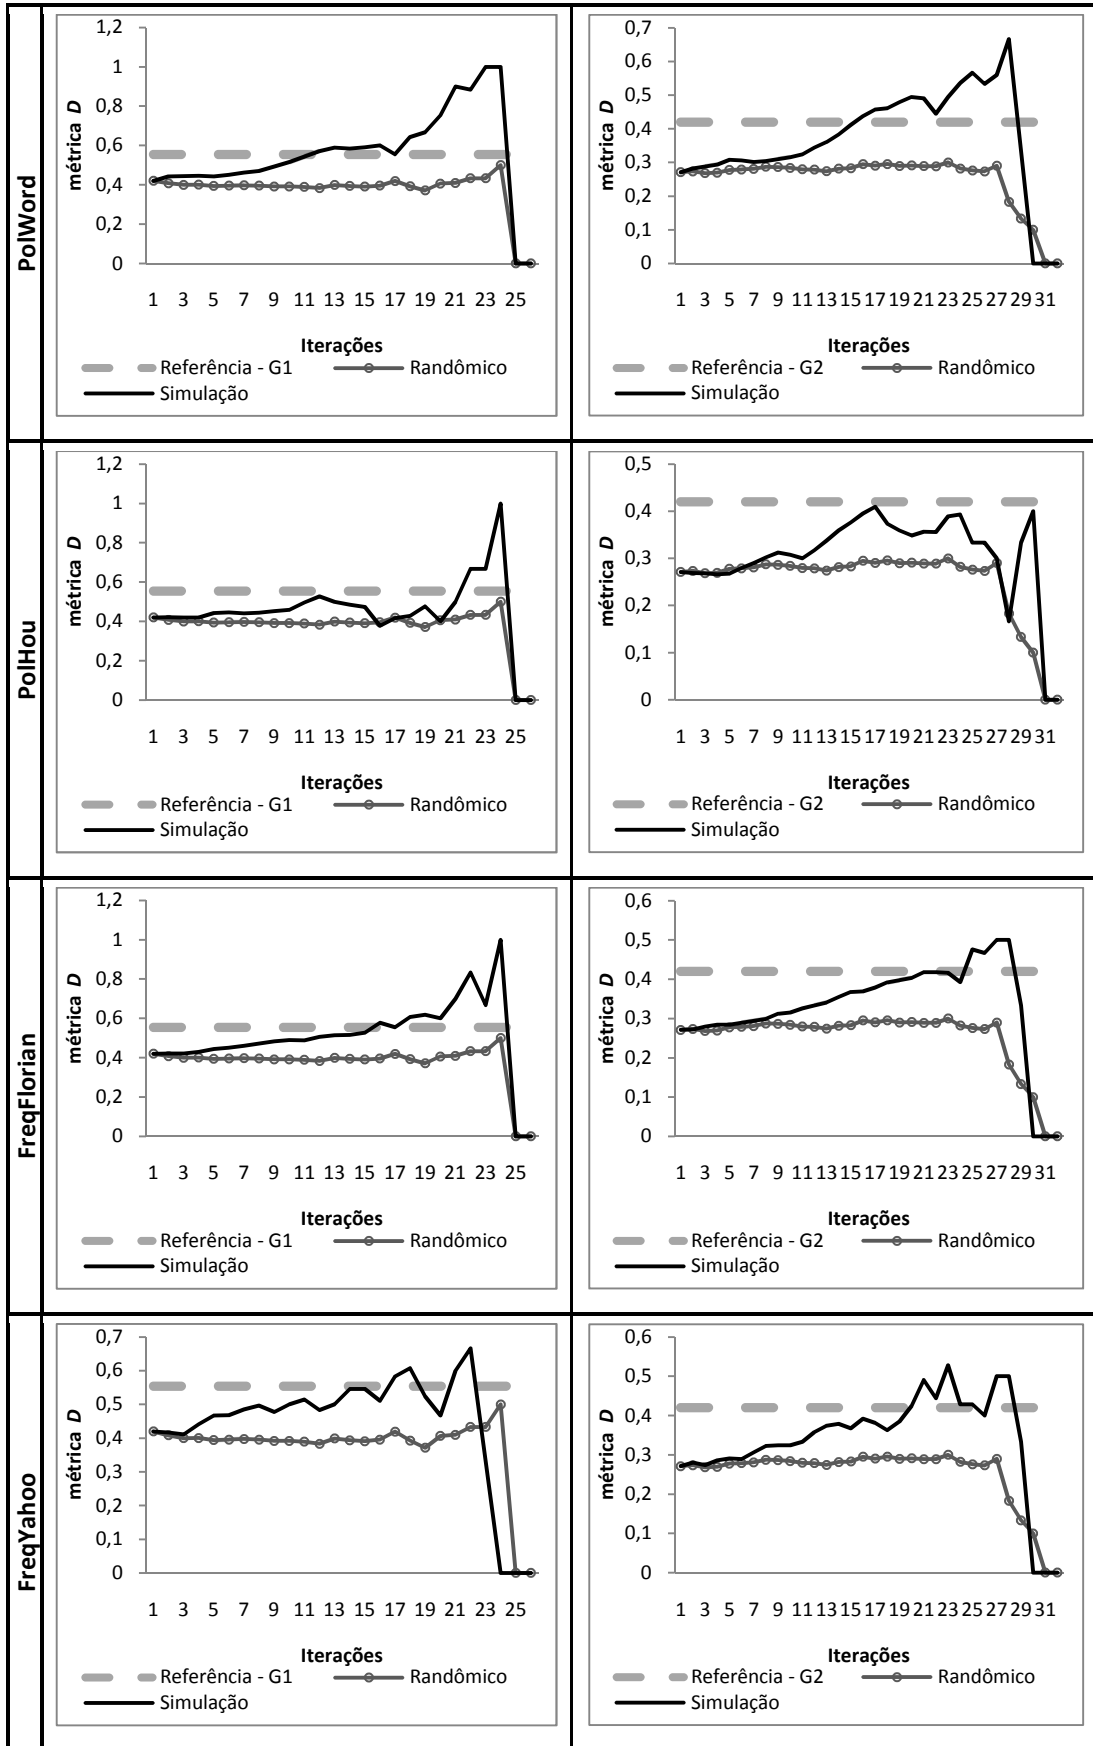 PolWord
métrica D
1,2
1
0,8
0,6
0,4
0,2
0
1 3 5 7 9 11 13 15 17 19 21 23 25
Iterações
Referência - G1 Randômico
Simulação
métrica D
0,7
0,6
0,5
0,4
0,3
0,2
0,1
0
1 3 5 7 9 11 13 15 17 19 21 23 25 27 29 31
Iterações
Referência - G2 Randômico
Simulação
PolHou
métrica D
1,2
1
0,8
0,6
0,4
0,2
0
1 3 5 7 9 11 13 15 17 19 21 23 25
Iterações
Referência - G1 Randômico
Simulação
métrica D
0,5
0,4
0,3
0,2
0,1
0
1 3 5 7 9 11 13 15 17 19 21 23 25 27 29 31
Iterações
Referência - G2 Randômico
Simulação
FreqFlorian
métrica D
1,2
1
0,8
0,6
0,4
0,2
0
1 3 5 7 9 11 13 15 17 19 21 23 25
Iterações
Referência - G1 Randômico
Simulação
métrica D
0,6
0,5
0,4
0,3
0,2
0,1
0
1 3 5 7 9 11 13 15 17 19 21 23 25 27 29 31
Iterações
Referência - G2 Randômico
Simulação
FreqYahoo
métrica D
0,7
0,6
0,5
0,4
0,3
0,2
0,1
0
1 3 5 7 9 11 13 15 17 19 21 23 25
Iterações
Referência - G1 Randômico
Simulação
métrica D
0,6
0,5
0,4
0,3
0,2
0,1
0
1 3 5 7 9 11 13 15 17 19 21 23 25 27 29 31
Iterações
Referência - G2 Randômico
Simulação